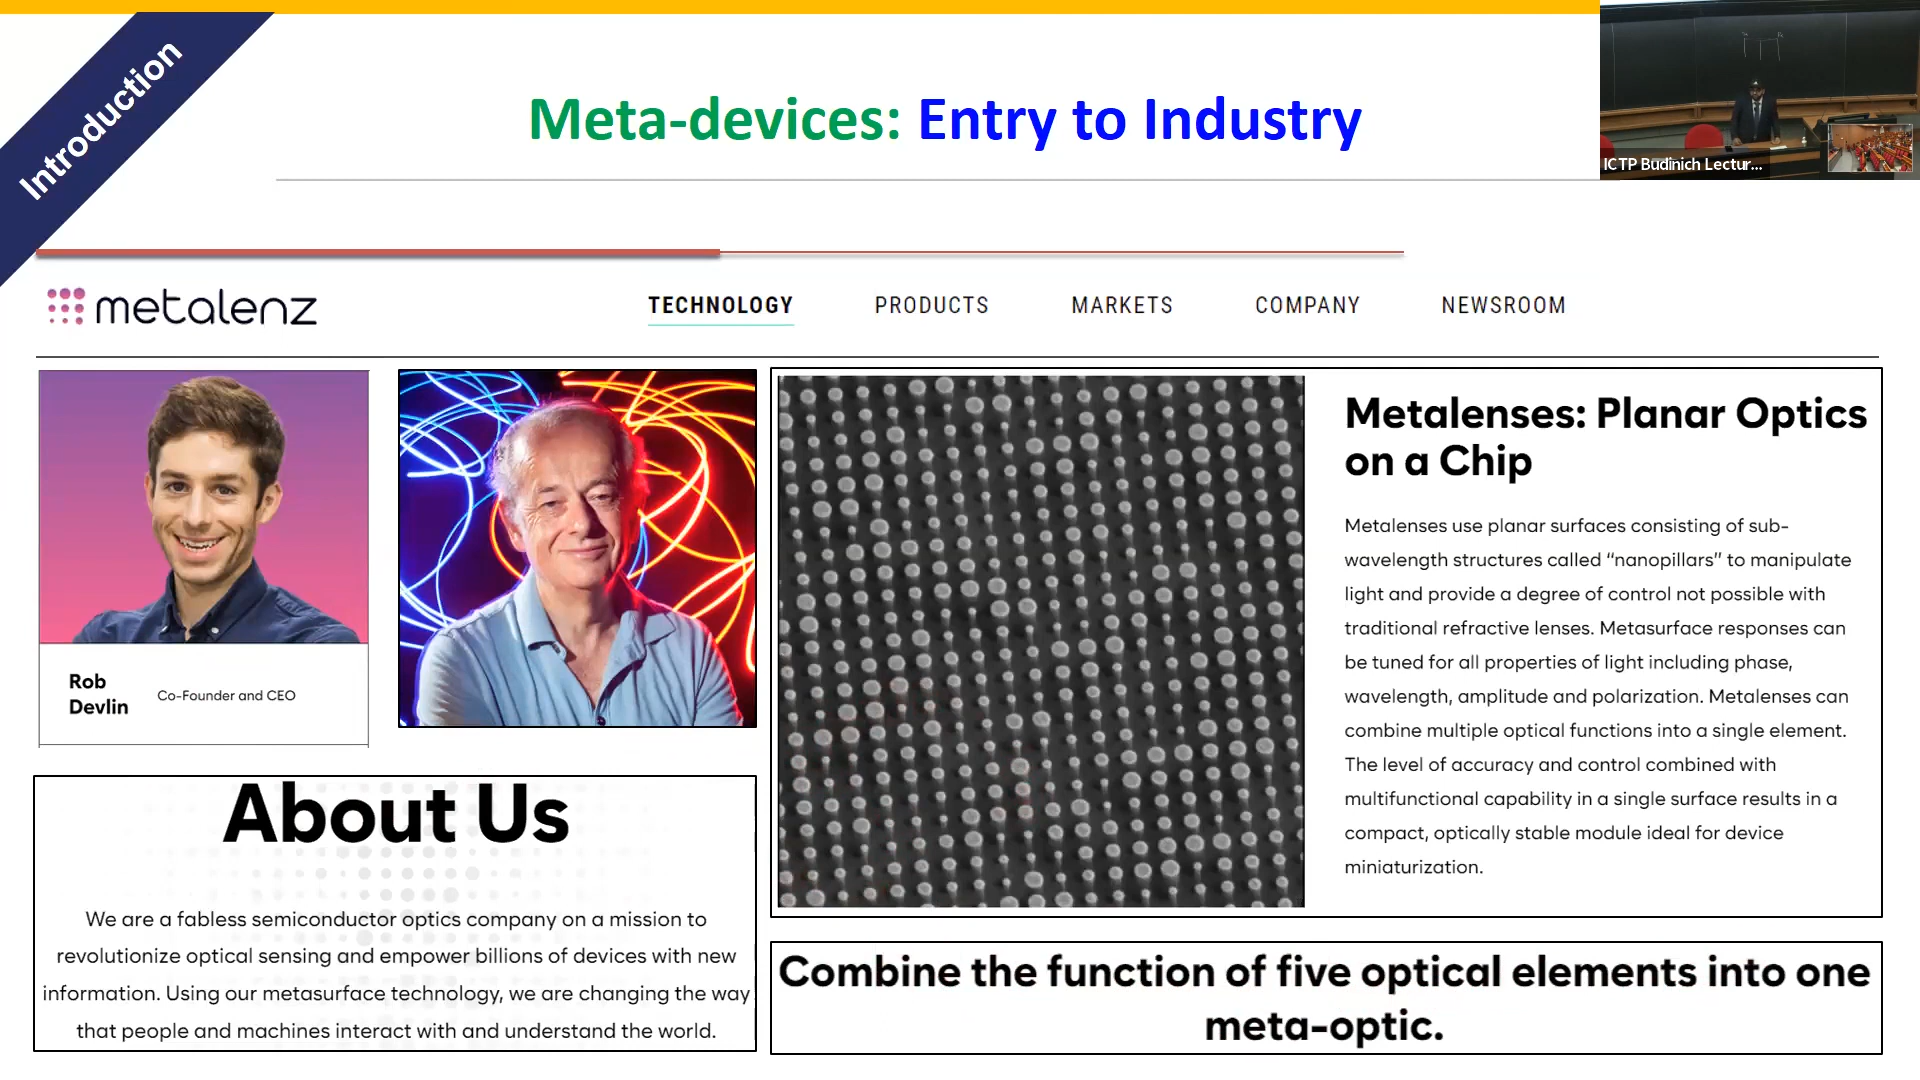 Introduction
Meta-devices: Entry to Industry
ICTP Budinich Lectur...
metalenz
TECHNOLOGY PRODUCTS MARKETS COMPANY NEWSROOM
Rob
Devlin
Co-Founder and CEO
Metalenses: Planar Optics
on a Chip
Metalenses use planar surfaces consisting of sub-
wavelength structures called “nanopillars” to manipulate
light and provide a degree of control not possible with
traditional refractive lenses. Metasurface responses can
be tuned for all properties of light including phase,
wavelength, amplitude and polarization. Metalenses can
combine multiple optical functions into a single element.
The level of accuracy and control combined with
multifunctional capability in a single surface results in a
compact, optically stable module ideal for device
miniaturization.
About Us
We are a fabless semiconductor optics company on a mission to
revolutionize optical sensing and empower billions of devices with new
information. Using our metasurface technology, we are changing the way
that people and machines interact with and understand the world.
Combine the function of five optical elements into one
meta-optic.